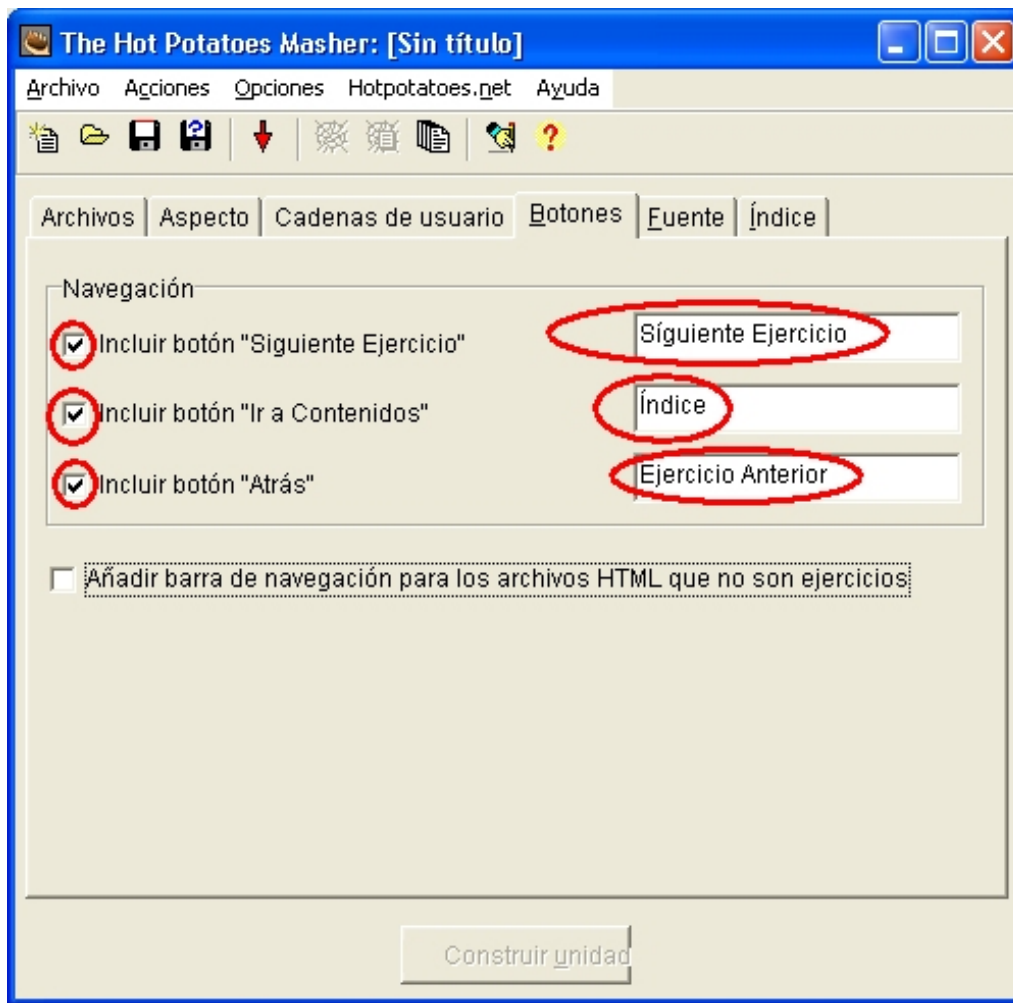 The Hot Potatoes Masher: [Sin título]
Archivo Acciones Opciones Hotpotatoes.net Ayuda
Archivos Aspecto Cadenas de usuario Botones Fuente Índice
Navegación
Incluir botón "Siguiente Ejercicio" Síguiente Ejercicio
Incluir botón "Ir a Contenidos" Índice
Incluir botón "Atrás" Ejercicio Anterior
Añadir barra de navegación para los archivos HTML que no son ejercicios
Construir unidad